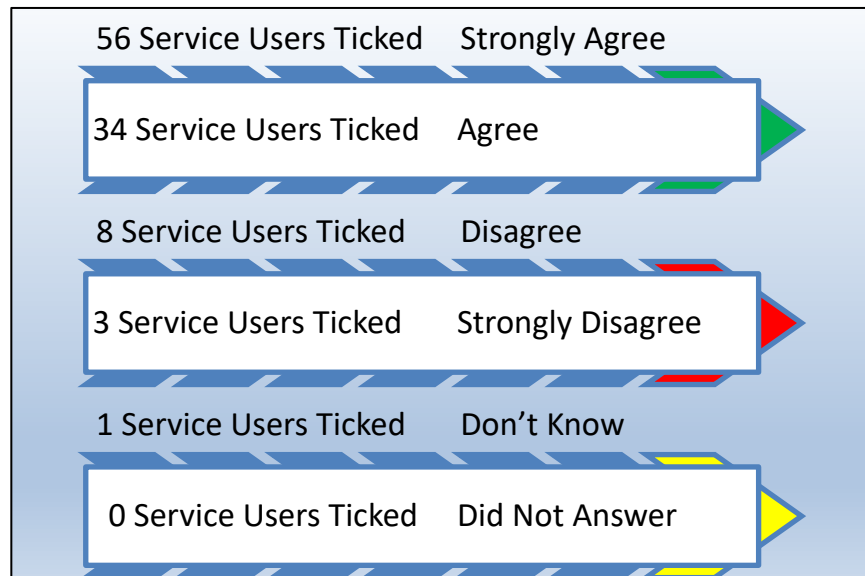 56 Service Users Ticked Strongly Agree
34 Service Users Ticked Agree
8 Service Users Ticked Disagree
3 Service Users Ticked Strongly Disagree
1 Service Users Ticked Don’t Know
0 Service Users Ticked Did Not Answer